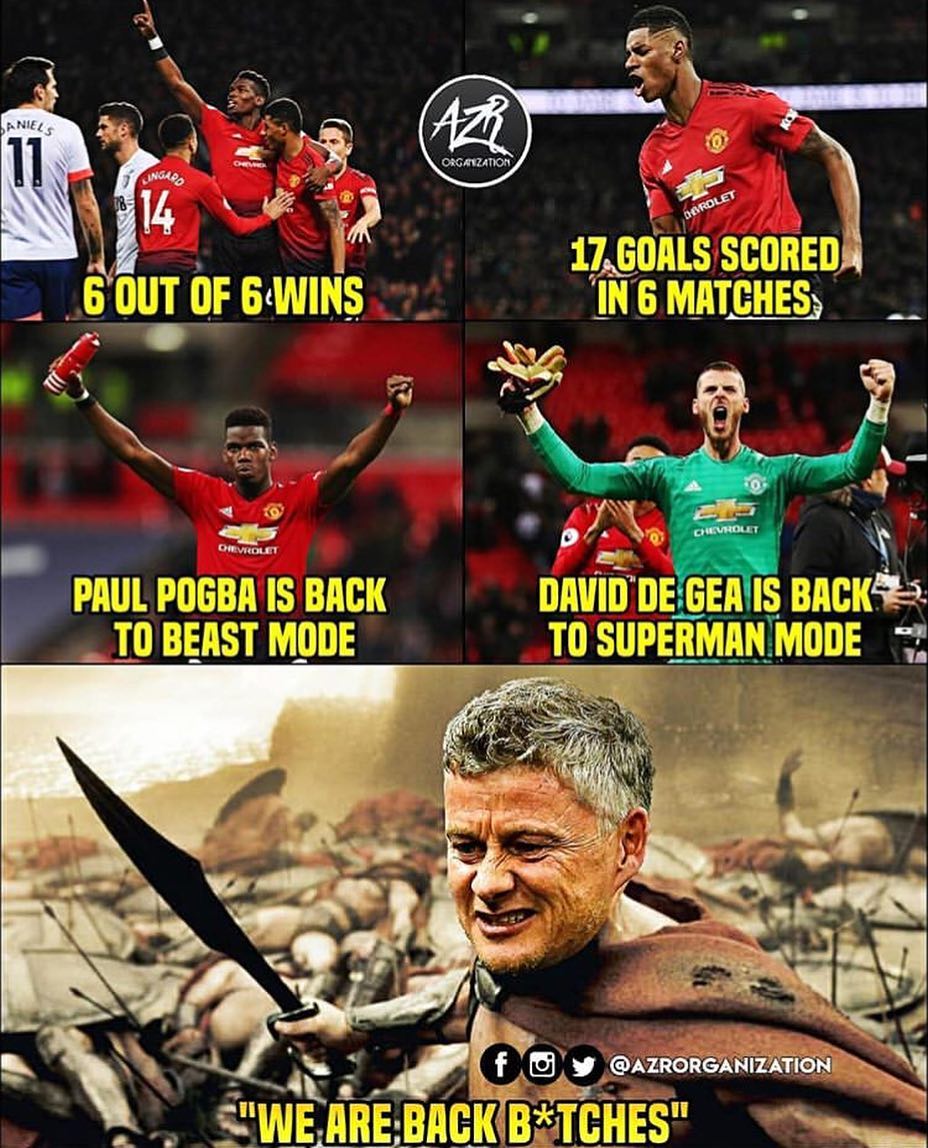 ANIELS
11
18
LINGARD
14
CHEVROLET
AZR
ORGANIZATION
CHEVROLET
6 OUT OF 6 WINS
17 GOALS SCORED
IN 6 MATCHES
CHEVROLET
CHEVROLET
PAUL POGBA IS BACK
TO BEAST MODE
DAVID DE GEA IS BACK
TO SUPERMAN MODE
@AZRORGANIZATION
"WE ARE BACK B*TCHES"